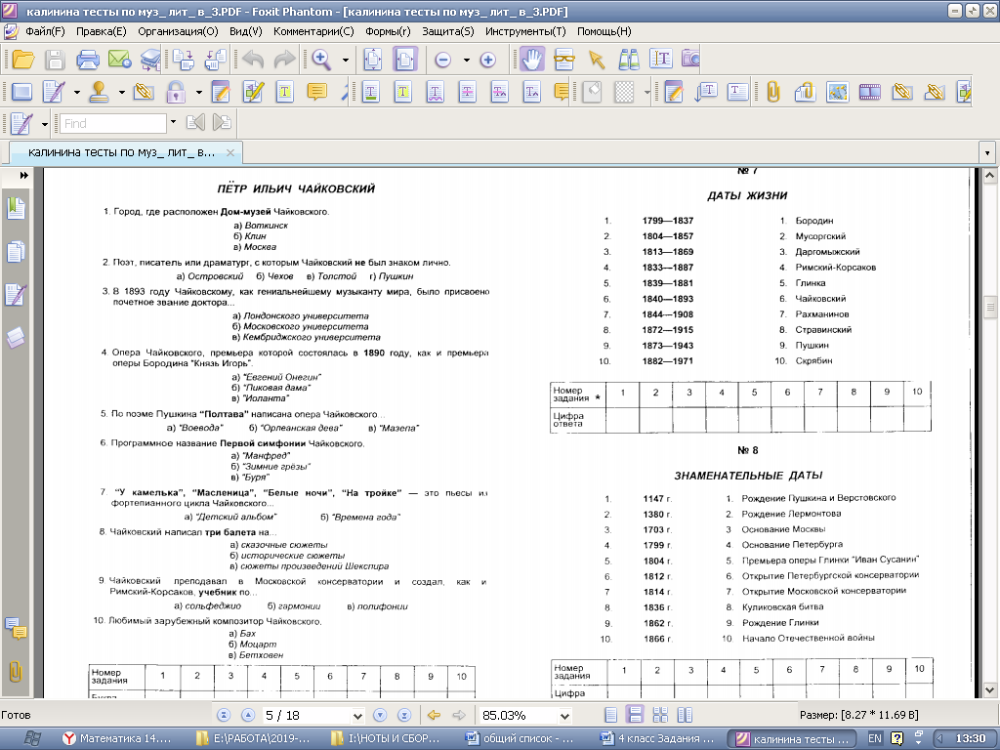 калинина тесты по муз_ лит_ в_3.PDF - Foxit Phantom - [калинина тесты по муз_ лит_ в_3.PDF]
Файл(F) Правка(E) Организация(O) Вид(V) Комментарии(C) Формы(r) Защита(S) Инструменты(T) Помощь(H)
Find
калинина тесты по муз_ лит_ в...
ПЁТР ИЛЬИЧ ЧАЙКОВСКИЙ
1. Город, где расположен Дом-музей Чайковского.
а) Воткинск
б) Клин
в) Москва
2. Поэт, писатель или драматург, с которым Чайковский не был знаком лично.
а) Островский б) Чехов в) Толстой г) Пушкин
3. В 1893 году Чайковскому, как гениальнейшему музыканту мира, было присвоено
почетное звание доктора...
а) Лондонского университета
б) Московского университета
в) Кембриджского университета
4. Опера Чайковского, премьера которой состоялась в 1890 году, как и премьера
оперы Бородина "Князь Игорь".
а) "Евгений Онегин"
б) "Пиковая дама"
в) "Иоланта"
5. По поэме Пушкина "Полтава" написана опера Чайковского...
а) "Воевода" б) "Орлеанская дева" в) "Мазепа"
6. Программное название Первой симфонии Чайковского.
а) "Манфред"
б) "Зимние грёзы"
в) "Буря"
7. "У камелька", "Масленица", "Белые ночи", "На тройке" — это пьесы из
фортепианного цикла Чайковского...
а) "Детский альбом" б) "Времена года"
8. Чайковский написал три балета на...
а) сказочные сюжеты
б) исторические сюжеты
в) сюжеты произведений Шекспира
9 Чайковский преподавал в Московской консерватории и создал, как и
Римский-Корсаков, учебник по...
а) сольфеджио б) гармонии в) полифонии
10. Любимый зарубежный композитор Чайковского.
а) Бах
б) Моцарт
в) Бетховен
Номер задания 1 2 3 4 5 6 7 8 9 10
Буква
№ 7
ДАТЫ ЖИЗНИ
1. 1799—1837 1. Бородин
2. 1804—1857 2. Мусоргский
3. 1813—1869 3. Даргомыжский
4. 1833—1887 4. Римский-Корсаков
5. 1839—1881 5. Глинка
6. 1840—1893 6. Чайковский
7. 1844—1908 7. Рахманинов
8. 1872—1915 8. Стравинский
9. 1873—1943 9. Пушкин
10. 1882—1971 10. Скрябин
Номер задания * 1 2 3 4 5 6 7 8 9 10
Цифра ответа
№ 8
ЗНАМЕНАТЕЛЬНЫЕ ДАТЫ
1. 1147 г. 1. Рождение Пушкина и Верстовского
2. 1380 г. 2. Рождение Лермонтова
3. 1703 г. 3 Основание Москвы
4. 1799 г. 4 Основание Петербурга
5. 1804 г. 5. Премьера оперы Глинки "Иван Сусанин"
6. 1812 г. 6. Открытие Петербургской консерватории
7 1814 г. 7. Открытие Московской консерватории
8 1836 г. 8. Куликовская битва
9. 1862 г. 9. Рождение Глинки
10. 1866 г. 10 Начало Отечественной войны
Номер задания 1 2 3 4 5 6 7 8 9 10
Цифра
Готов 5 / 18 85.03% Размер: [8.27 * 11.69 В]
Математика 14.... E:\РАБОТА\2019-... I:\НОТЫ И СБОР... общий список - ... 4 класс Задания ... калинина тесты ... EN 13:30